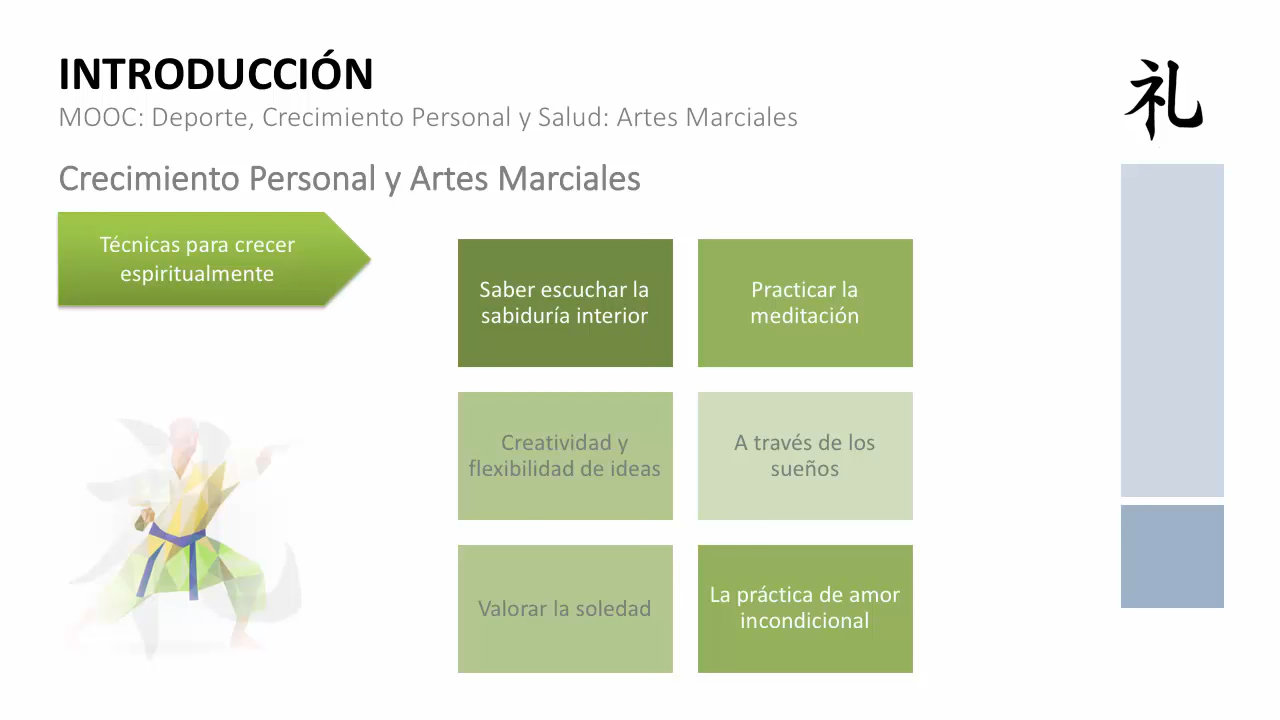 INTRODUCCIÓN
MOOC: Deporte, Crecimiento Personal y Salud: Artes Marciales
礼
Crecimiento Personal y Artes Marciales
Técnicas para crecer
espiritualmente
Saber escuchar la
sabiduría interior
Practicar la
meditación
Creatividad y
flexibilidad de ideas
A través de los
sueños
Valorar la soledad
La práctica de amor
incondicional